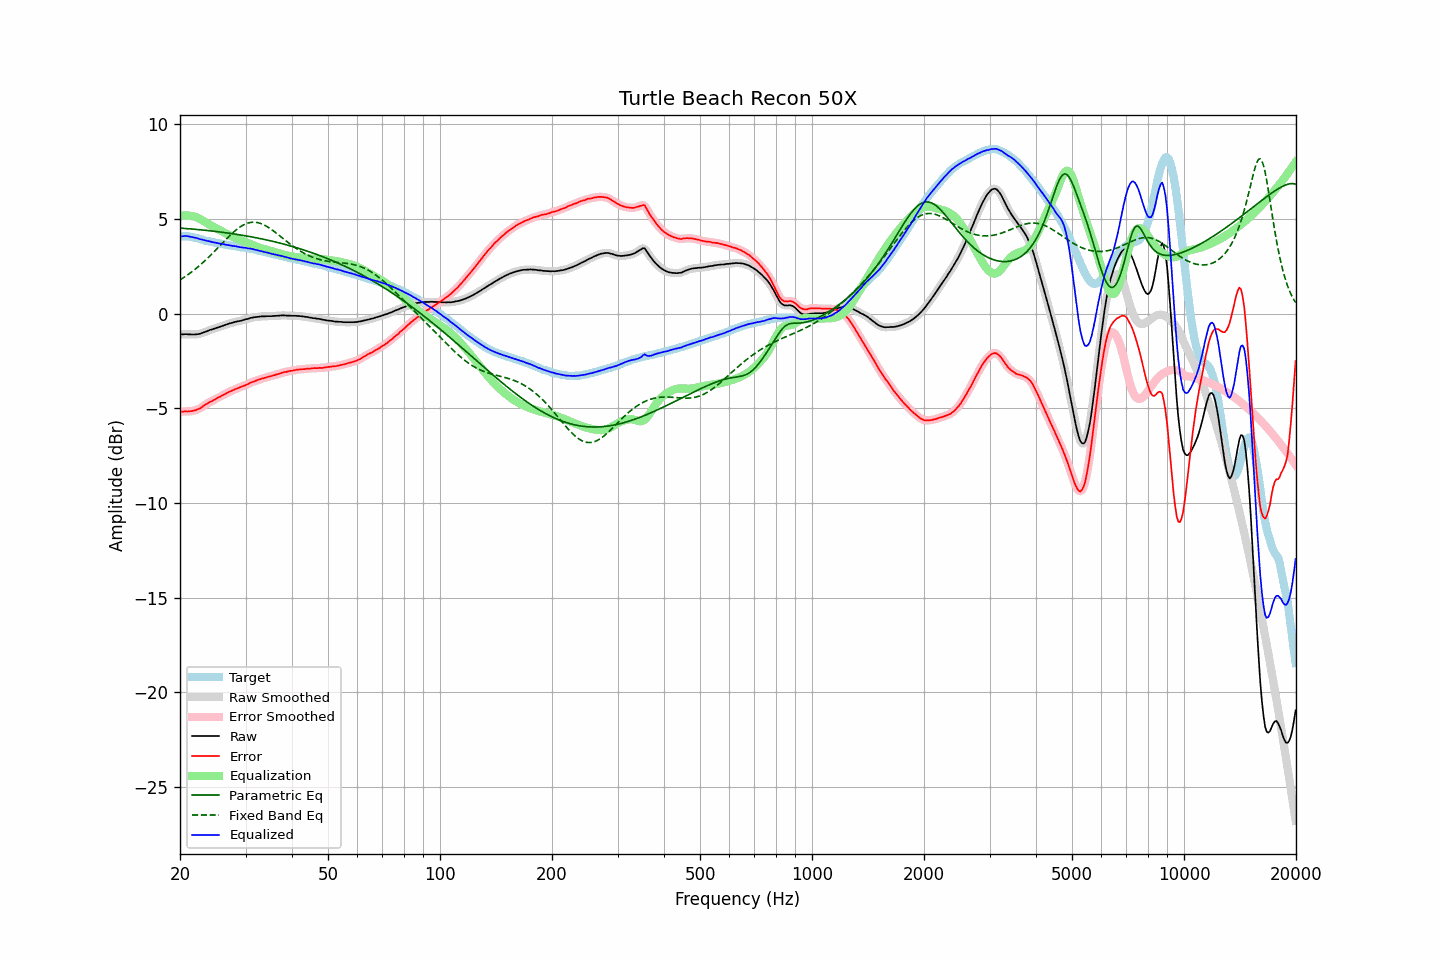 Turtle Beach Recon 50X
Amplitude (dBr)
10
5
0
−5
−10
−15
−20
−25
Target
Raw Smoothed
Error Smoothed
Raw
Error
Equalization
Parametric Eq
Fixed Band Eq
Equalized
20 50 100 200 500 1000 2000 5000 10000 20000
Frequency (Hz)